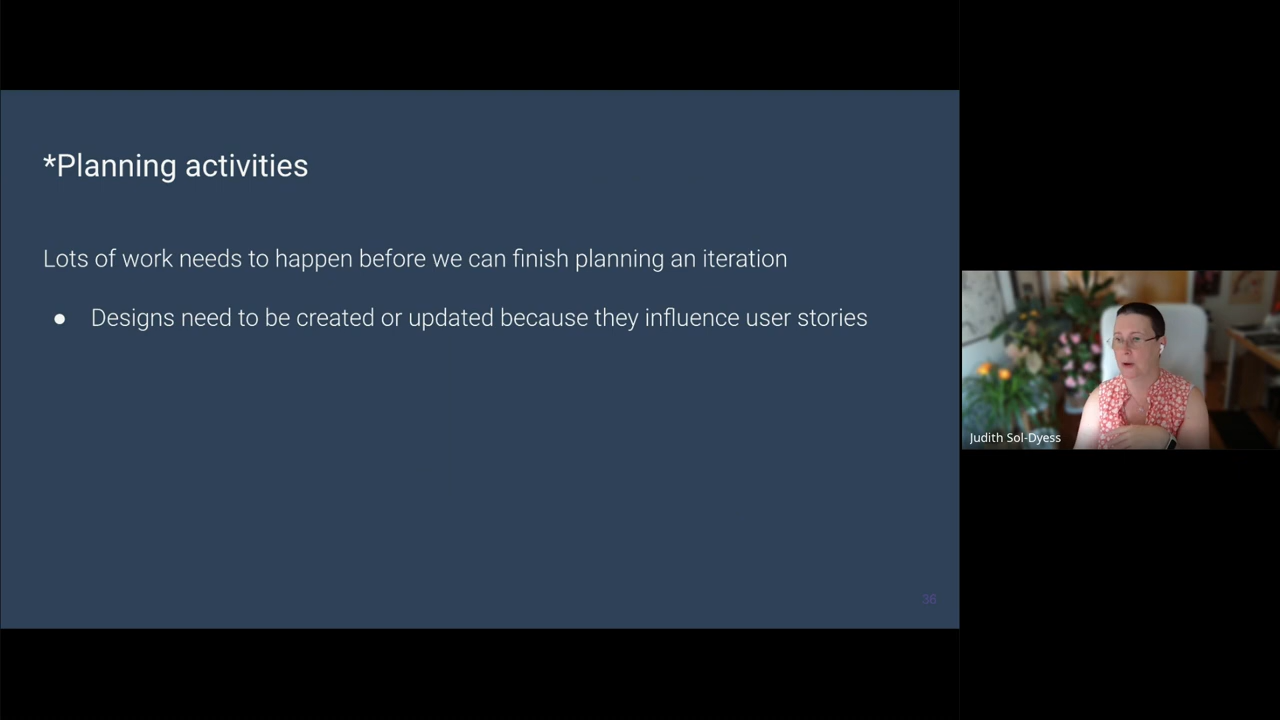 *Planning activities
Lots of work needs to happen before we can finish planning an iteration
● Designs need to be created or updated because they influence user stories
36
Judith Sol-Dyess